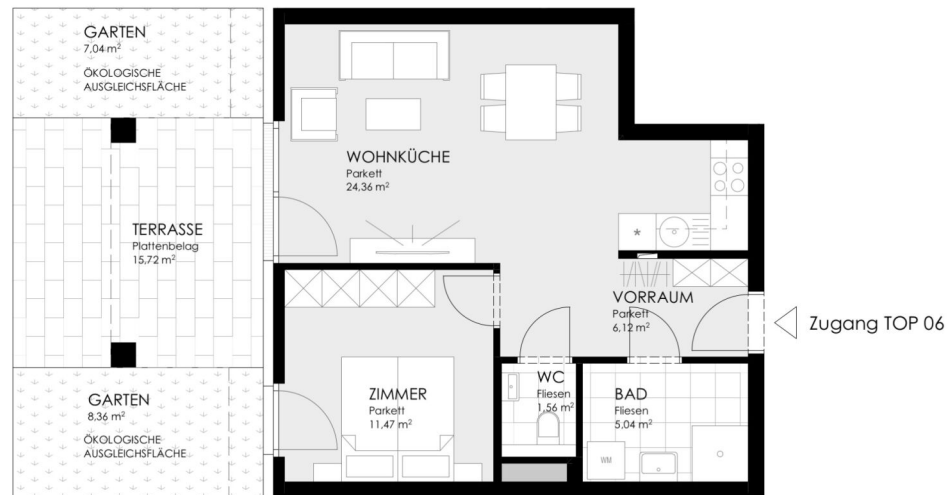 GARTEN
7,04 m²
ÖKOLOGISCHE
AUSGLEICHSFLÄCHE
WOHNKÜCHE
Parkett
24,36 m²
TERRASSE
Plattenbelag
15,72 m²
*
VORRAUM
Parkett
6,12 m²
Zugang TOP 06
GARTEN
8,36 m²
ÖKOLOGISCHE
AUSGLEICHSFLÄCHE
ZIMMER
Parkett
11,47 m²
WC
Fliesen
1,56 m²
BAD
Fliesen
5,04 m²
WM